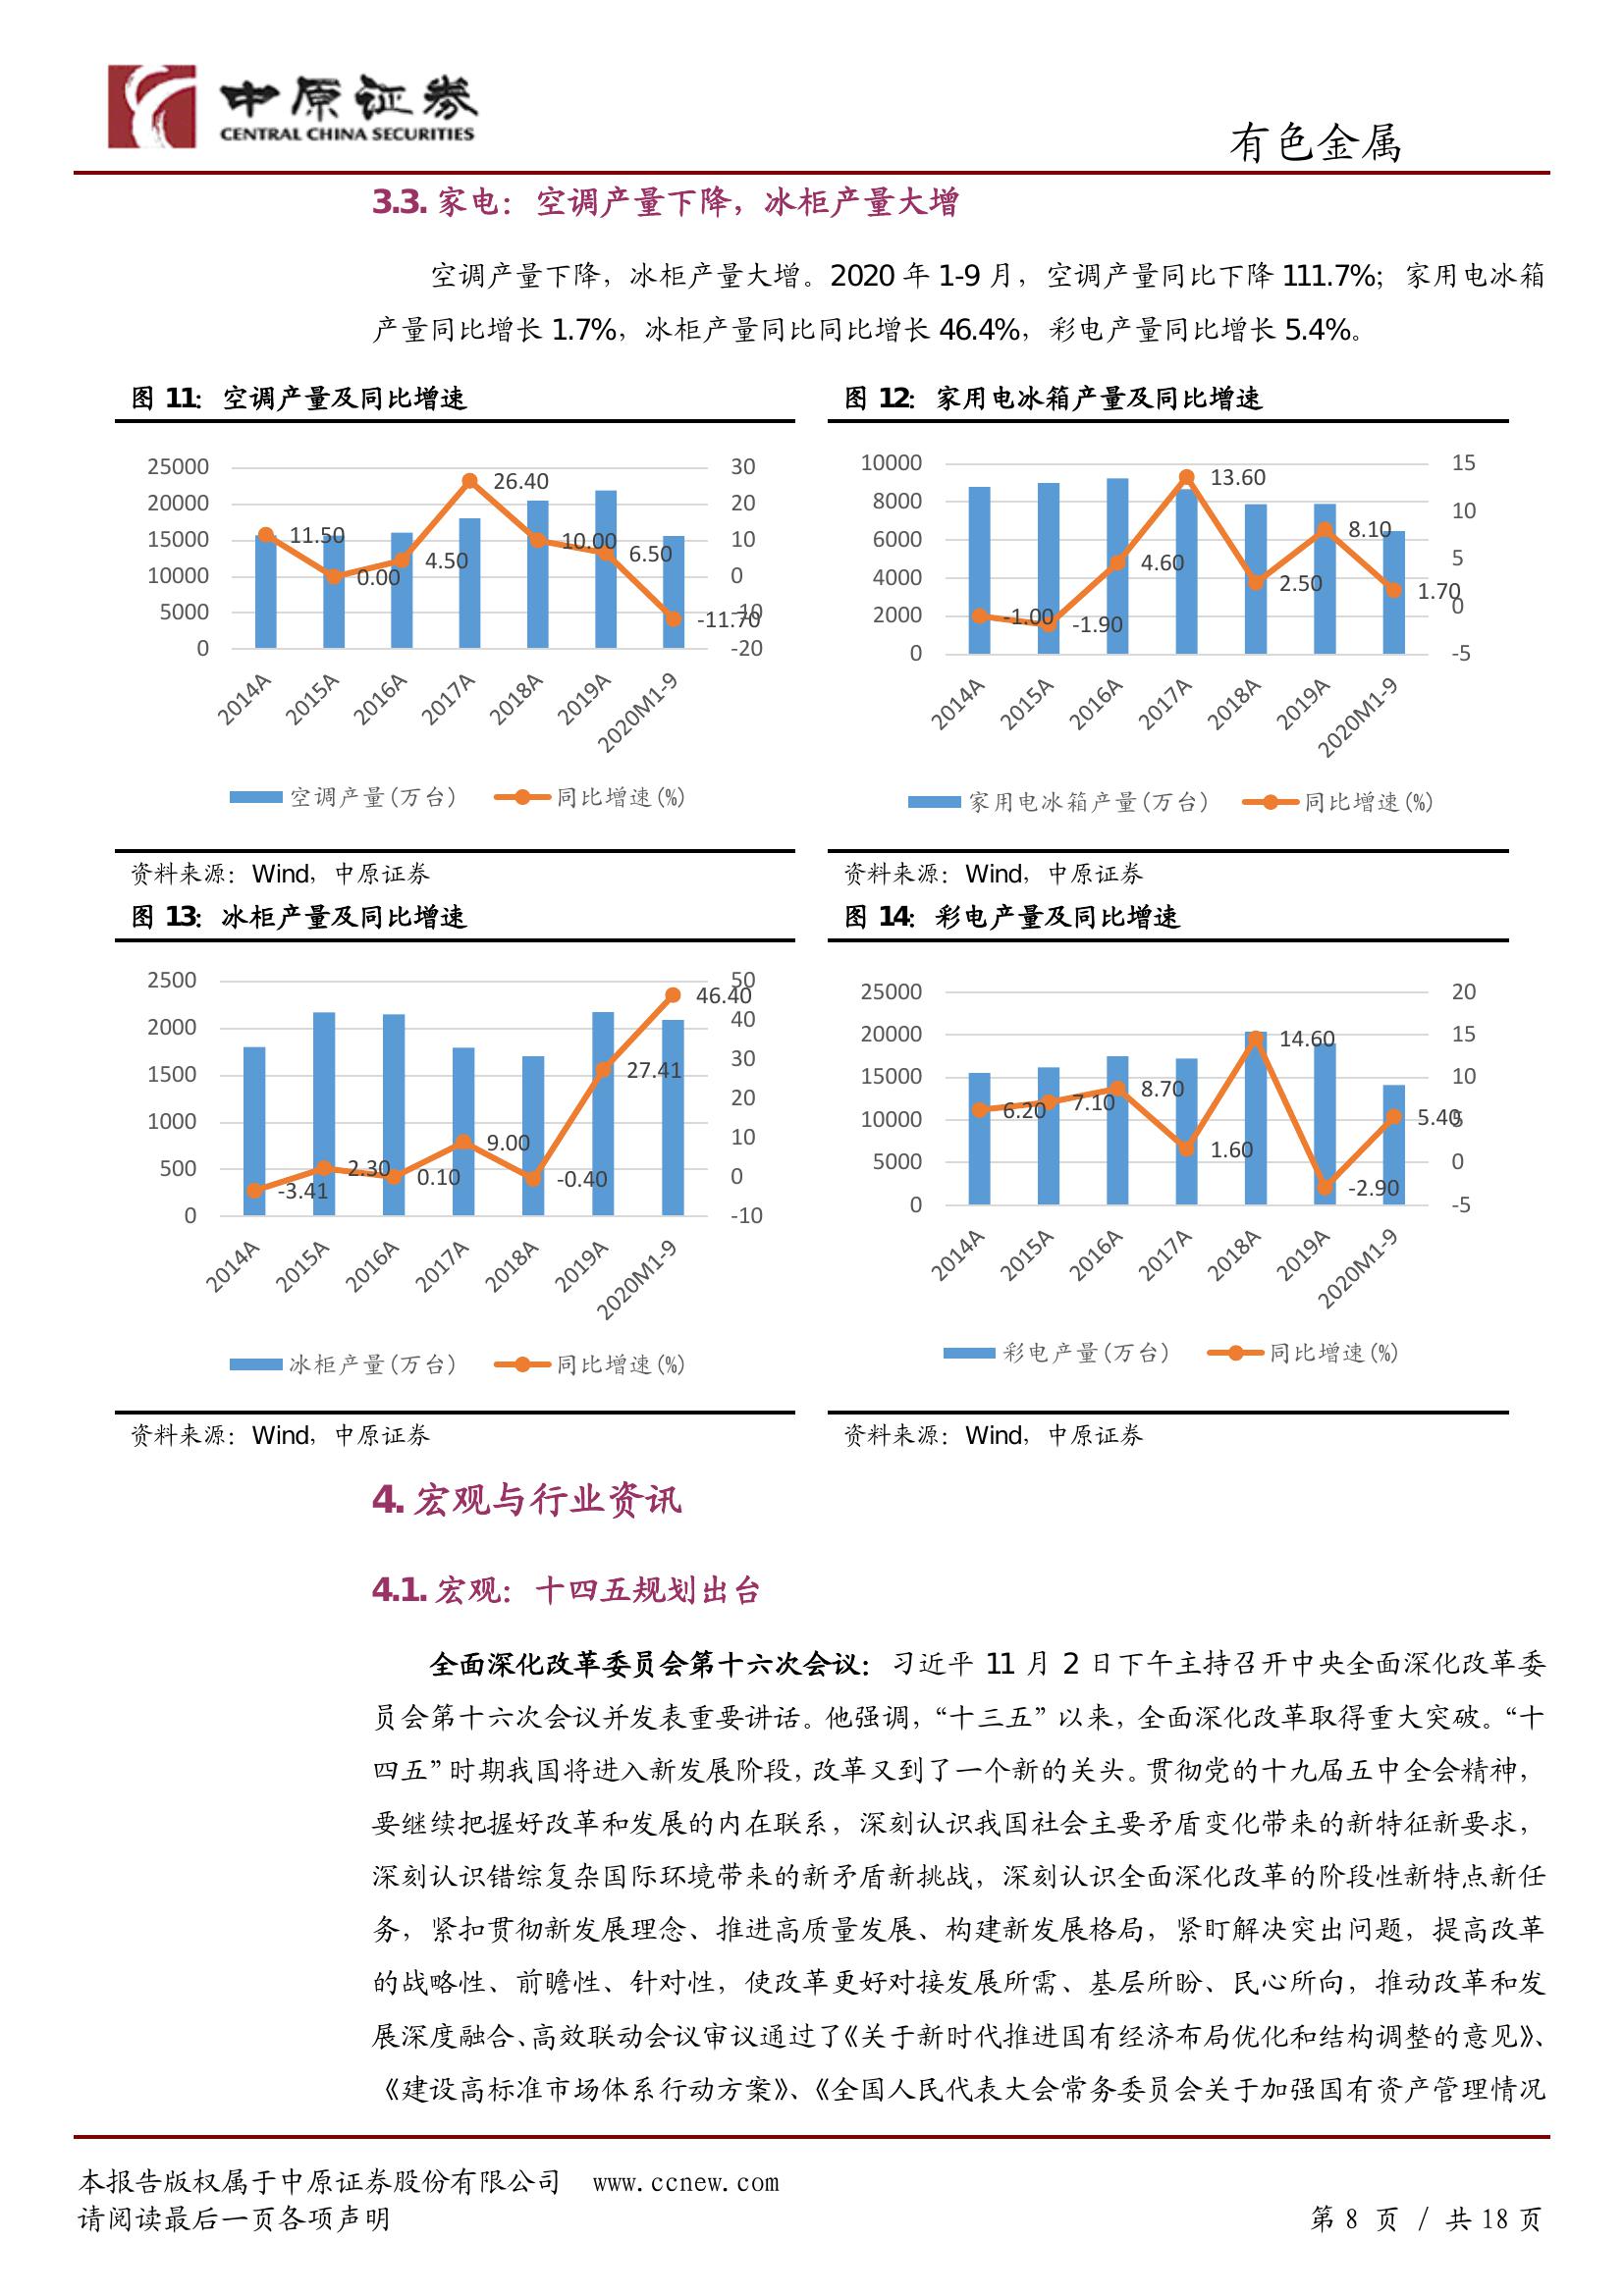 中原证券
CENTRAL CHINA SECURITIES
有色金属
3.3. 家电：空调产量下降，冰柜产量大增
空调产量下降，冰柜产量大增。2020 年 1-9 月，空调产量同比下降 111.7%；家用电冰箱
产量同比增长 1.7%，冰柜产量同比同比增长 46.4%，彩电产量同比增长 5.4%。
图 11：空调产量及同比增速
25000
20000
15000
10000
5000
0
30
20
10
0
-10
-20
11.50
0.00
4.50
26.40
10.00
6.50
-11.70
2014A
2015A
2016A
2017A
2018A
2019A
2020M1-9
空调产量(万台)
同比增速(%)
资料来源：Wind，中原证券
图 12：家用电冰箱产量及同比增速
10000
8000
6000
4000
2000
0
15
10
5
0
-5
-1.00
-1.90
4.60
13.60
2.50
8.10
1.70
2014A
2015A
2016A
2017A
2018A
2019A
2020M1-9
家用电冰箱产量(万台)
同比增速(%)
资料来源：Wind，中原证券
图 13：冰柜产量及同比增速
2500
2000
1500
1000
500
0
50
40
30
20
10
0
-10
-3.41
2.30
0.10
9.00
-0.40
27.41
46.40
2014A
2015A
2016A
2017A
2018A
2019A
2020M1-9
冰柜产量(万台)
同比增速(%)
资料来源：Wind，中原证券
图 14：彩电产量及同比增速
25000
20000
15000
10000
5000
0
20
15
10
5
0
-5
6.20
7.10
8.70
1.60
14.60
-2.90
5.40
2014A
2015A
2016A
2017A
2018A
2019A
2020M1-9
彩电产量(万台)
同比增速(%)
资料来源：Wind，中原证券
4. 宏观与行业资讯
4.1. 宏观：十四五规划出台
全面深化改革委员会第十六次会议：习近平 11 月 2 日下午主持召开中央全面深化改革委
员会第十六次会议并发表重要讲话。他强调，“十三五”以来，全面深化改革取得重大突破。“十
四五”时期我国将进入新发展阶段，改革又到了一个新的关头。贯彻党的十九届五中全会精神，
要继续把握好改革和发展的内在联系，深刻认识我国社会主要矛盾变化带来的新特征新要求，
深刻认识错综复杂国际环境带来的新矛盾新挑战，深刻认识全面深化改革的阶段性新特点新任
务，紧扣贯彻新发展理念、推进高质量发展、构建新发展格局，紧盯解决突出问题，提高改革
的战略性、前瞻性、针对性，使改革更好对接发展所需、基层所盼、民心所向，推动改革和发
展深度融合、高效联动会议审议通过了《关于新时代推进国有经济布局优化和结构调整的意见》、
《建设高标准市场体系行动方案》、《全国人民代表大会常务委员会关于加强国有资产管理情况
本报告版权属于中原证券股份有限公司 www.ccnew.com
请阅读最后一页各项声明
第 8 页 / 共 18 页